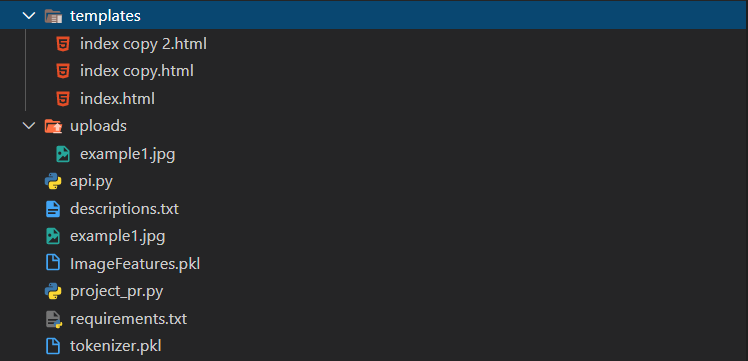 templates
index copy 2.html
index copy.html
index.html
uploads
example1.jpg
api.py
descriptions.txt
example1.jpg
ImageFeatures.pkl
project_pr.py
requirements.txt
tokenizer.pkl